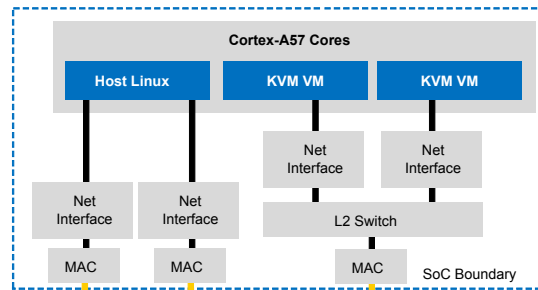 Cortex-A57 Cores
Host Linux
KVM VM
KVM VM
Net
Interface
Net
Interface
Net
Interface
Net
Interface
L2 Switch
MAC
MAC
MAC
SoC Boundary